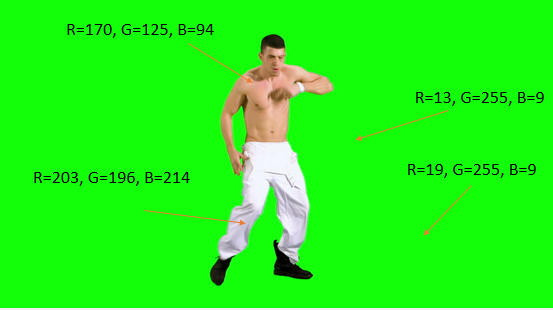 R=170, G=125, B=94
R=13, G=255, B=9
R=19, G=255, B=9
R=203, G=196, B=214